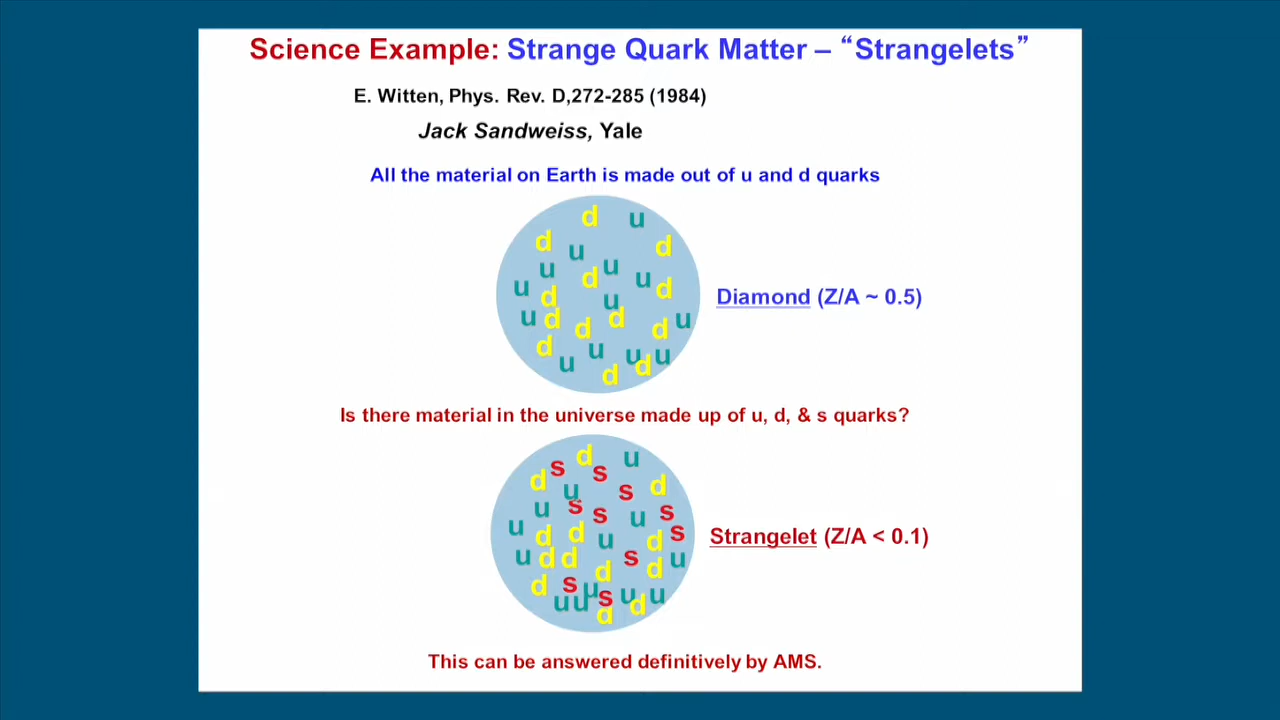 Science Example: Strange Quark Matter – “Strangelets”
E. Witten, Phys. Rev. D,272-285 (1984)
Jack Sandweiss, Yale
All the material on Earth is made out of u and d quarks
d u
d u d
u d u u
u d u d
u d d d u
d u d
u u u
d d
Diamond (Z/A ~ 0.5)
Is there material in the universe made up of u, d, & s quarks?
s d u
d s
u s d
u s s u s
u d d u d s
u d d s u
d s d d
u u u s u u
d d
Strangelet (Z/A < 0.1)
This can be answered definitively by AMS.